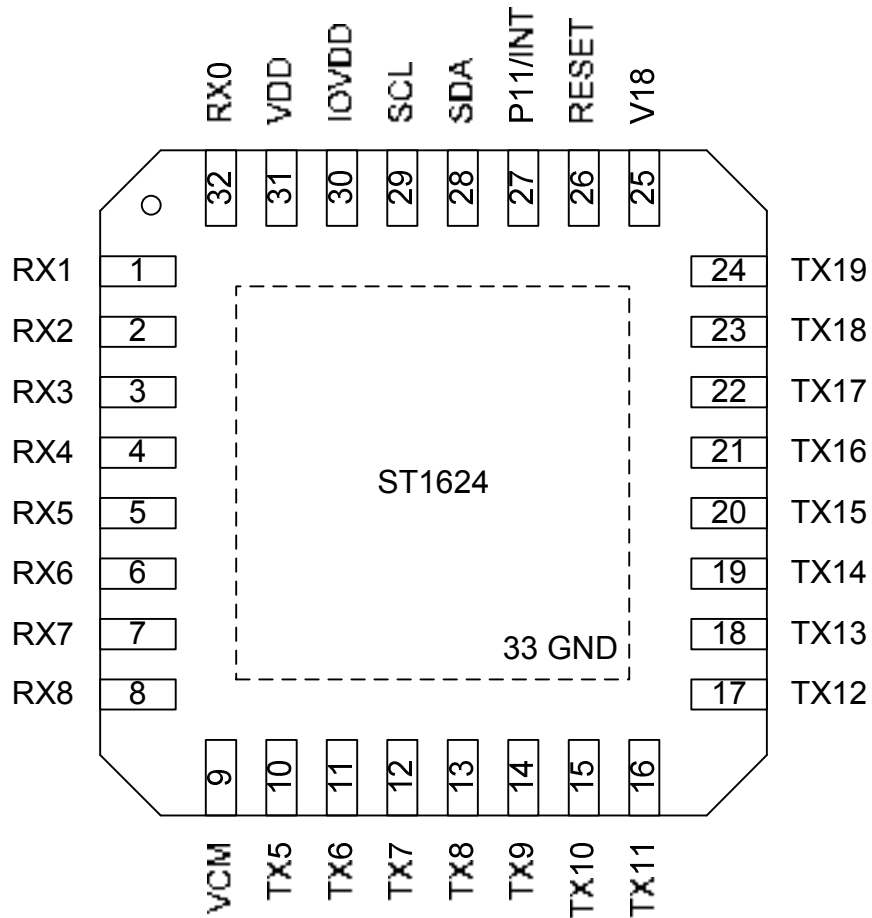 RX0 VDD IOVDD SCL SDA P11/INT RESET V18
32 31 30 29 28 27 26 25
RX1 1 24 TX19
RX2 2 23 TX18
RX3 3 22 TX17
RX4 4 21 TX16
ST1624
RX5 5 20 TX15
RX6 6 19 TX14
RX7 7 18 TX13
33 GND
RX8 8 17 TX12
9 10 11 12 13 14 15 16
VCM TX5 TX6 TX7 TX8 TX9 TX10 TX11